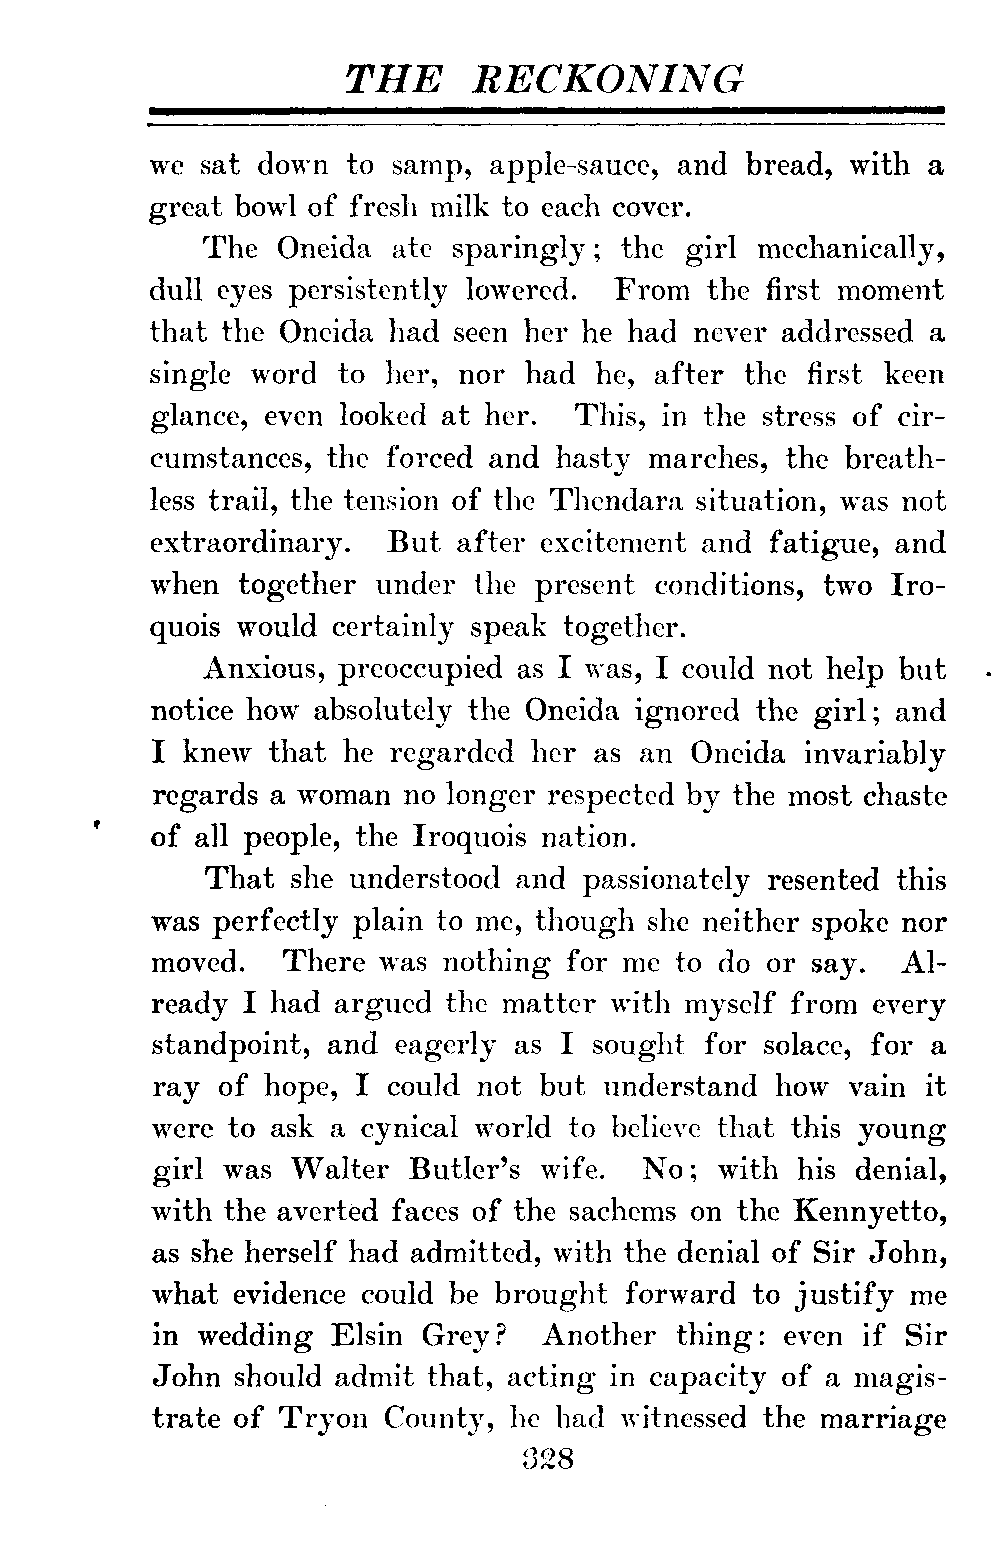 THE RECKONING
we sat down to samp, apple-sauce, and bread, with a
great bowl of fresh milk to each cover.
The Oneida ate sparingly; the girl mechanically,
dull eyes persistently lowered. From the first moment
that the Oneida had seen her he had never addressed a
single word to her, nor had he, after the first keen
glance, even looked at her. This, in the stress of cir-
cumstances, the forced and hasty marches, the breath-
less trail, the tension of the Thendara situation, was not
extraordinary. But after excitement and fatigue, and
when together under the present conditions, two Iro-
quois would certainly speak together.
Anxious, preoccupied as I was, I could not help but
notice how absolutely the Oneida ignored the girl; and
I knew that he regarded her as an Oneida invariably
regards a woman no longer respected by the most chaste
of all people, the Iroquois nation.
That she understood and passionately resented this
was perfectly plain to me, though she neither spoke nor
moved. There was nothing for me to do or say. Al-
ready I had argued the matter with myself from every
standpoint, and eagerly as I sought for solace, for a
ray of hope, I could not but understand how vain it
were to ask a cynical world to believe that this young
girl was Walter Butler's wife. No; with his denial,
with the averted faces of the sachems on the Kennyetto,
as she herself had admitted, with the denial of Sir John,
what evidence could be brought forward to justify me
in wedding Elsin Grey? Another thing: even if Sir
John should admit that, acting in capacity of a magis-
trate of Tryon County, he had witnessed the marriage
328